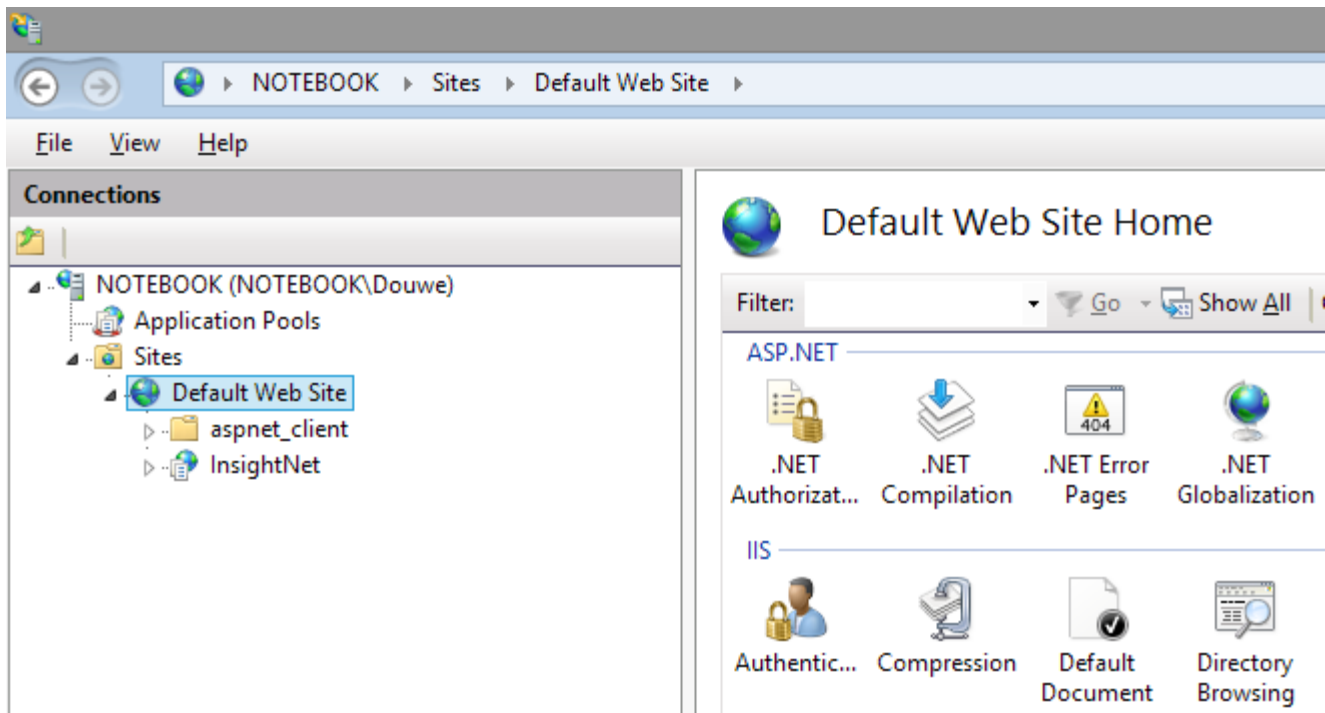 NOTEBOOK Sites Default Web Site
File View Help
Connections
NOTEBOOK (NOTEBOOK\Douwe)
Application Pools
Sites
Default Web Site
aspnet_client
InsightNet
Default Web Site Home
Filter: Go Show All
ASP.NET
.NET Authorizat...
.NET Compilation
404
.NET Error Pages
.NET Globalization
IIS
Authentic...
Compression
Default Document
Directory Browsing